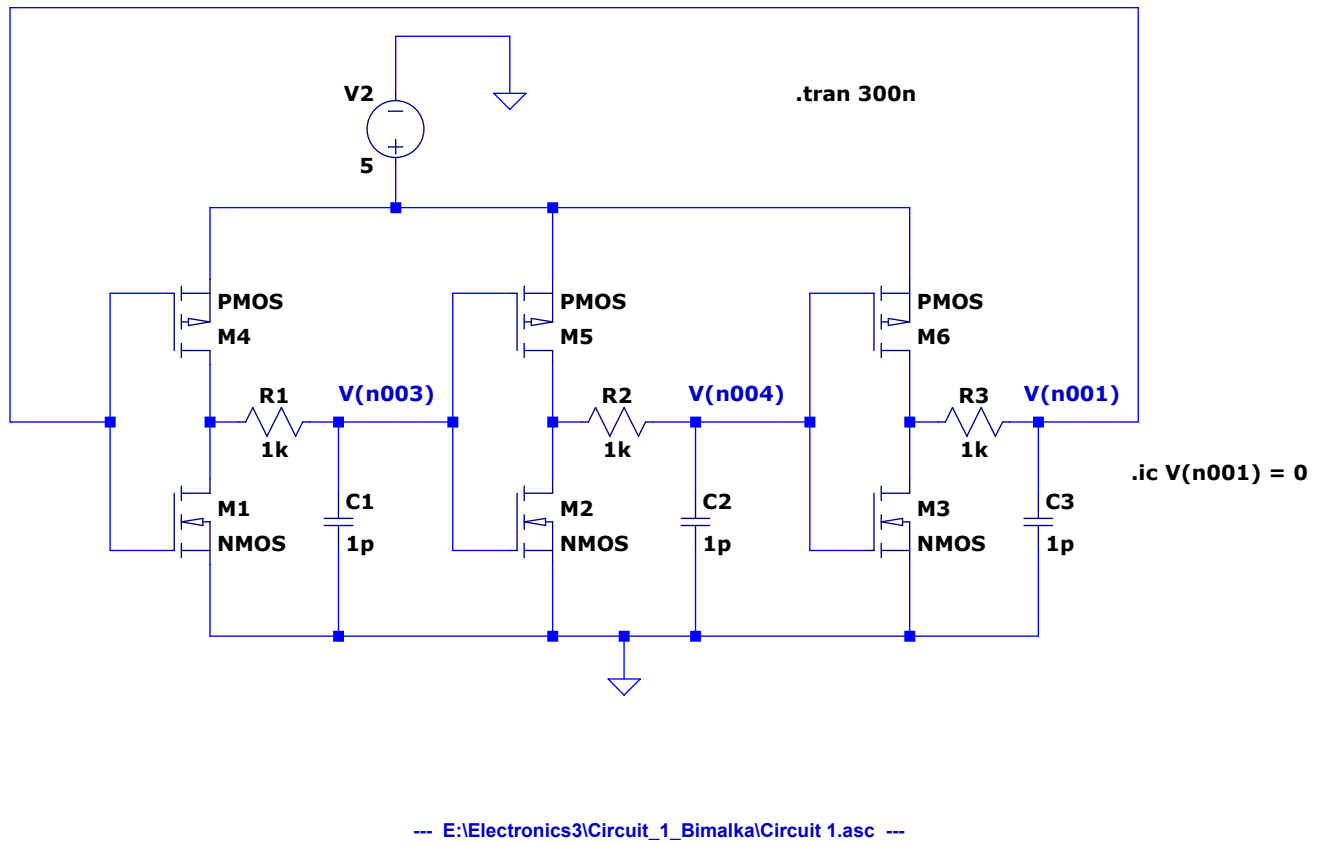 V2
−
+
5
.tran 300n
PMOS
M4
PMOS
M5
PMOS
M6
R1
1k
V(n003)
R2
1k
V(n004)
R3
1k
V(n001)
.ic V(n001) = 0
M1
NMOS
C1
1p
M2
NMOS
C2
1p
M3
NMOS
C3
1p
--- E:\Electronics3\Circuit_1_Bimalka\Circuit 1.asc ---